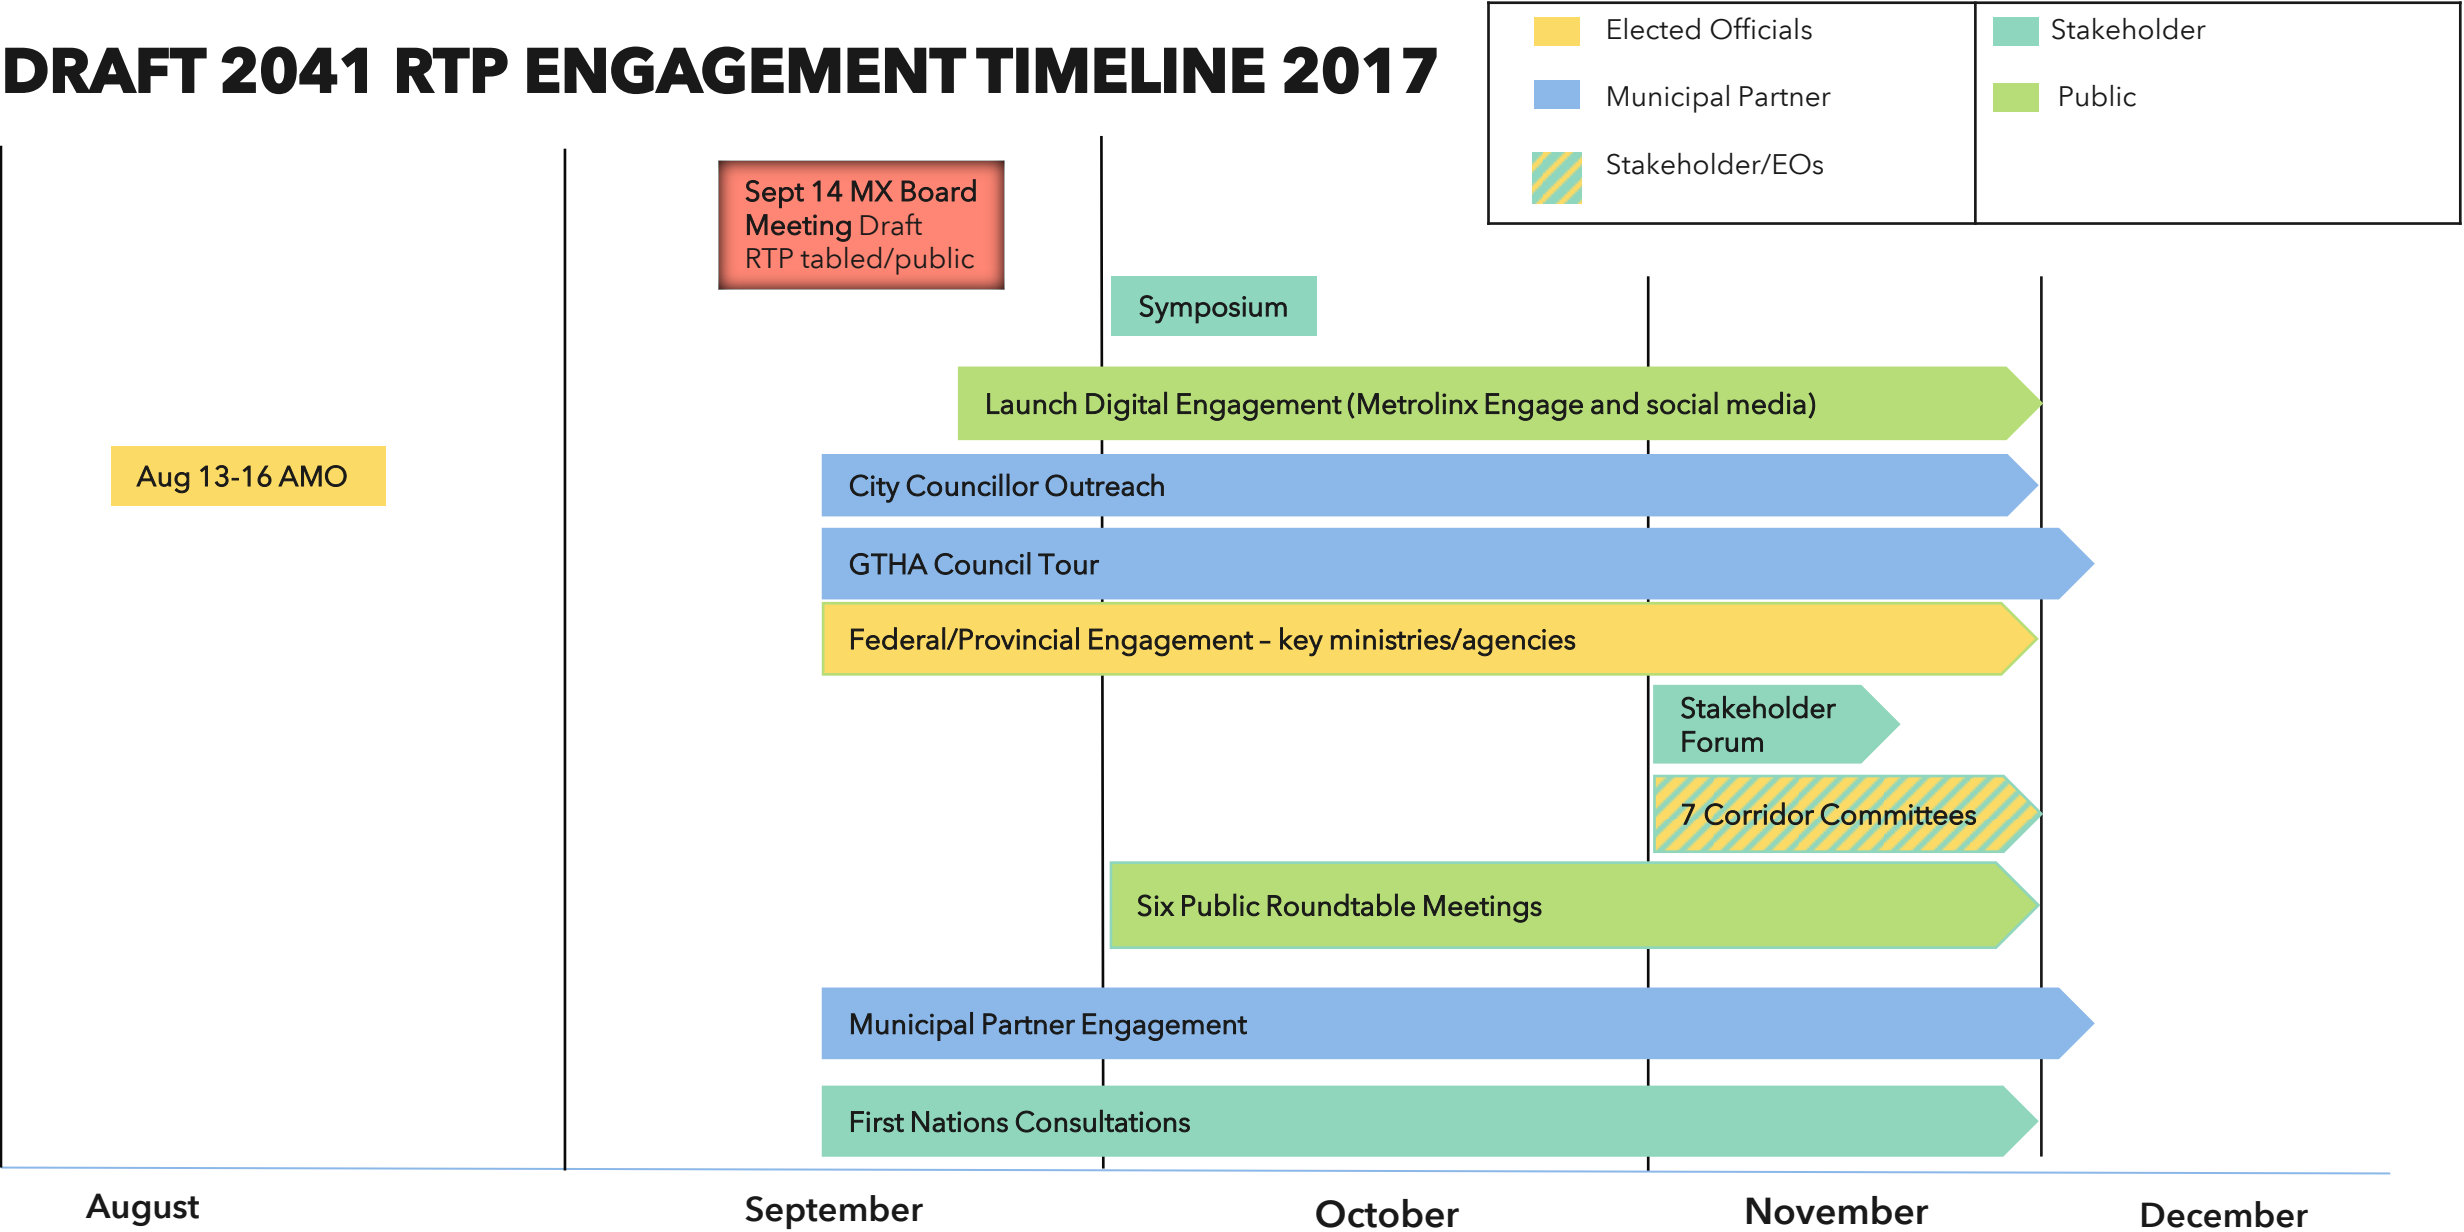 DRAFT 2041 RTP ENGAGEMENT TIMELINE 2017
Elected Officials
Stakeholder
Municipal Partner
Public
Stakeholder/EOs
Sept 14 MX Board
Meeting Draft
RTP tabled/public
Symposium
Launch Digital Engagement (Metrolinx Engage and social media)
Aug 13-16 AMO
City Councillor Outreach
GTHA Council Tour
Federal/Provincial Engagement – key ministries/agencies
Stakeholder
Forum
7 Corridor Committees
Six Public Roundtable Meetings
Municipal Partner Engagement
First Nations Consultations
August
September
October
November
December